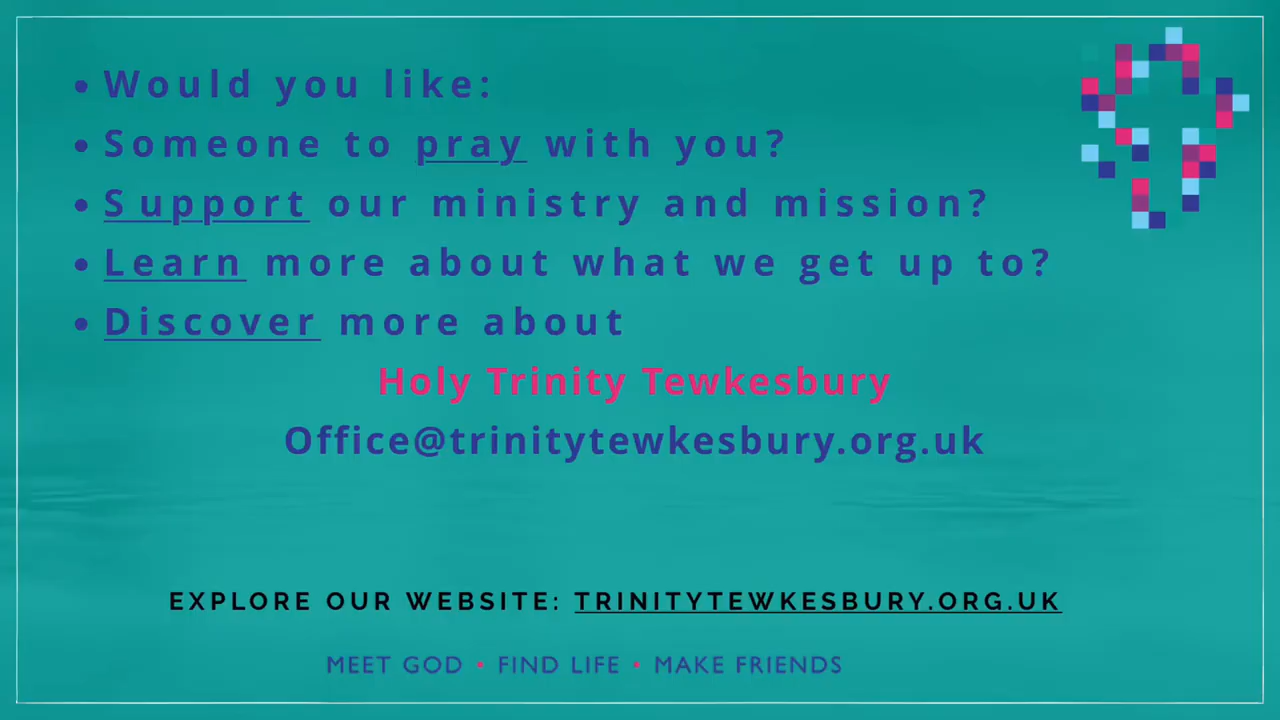 • Would you like:
• Someone to pray with you?
• Support our ministry and mission?
• Learn more about what we get up to?
• Discover more about
Holy Trinity Tewkesbury
Office@trinitytewkesbury.org.uk
EXPLORE OUR WEBSITE: TRINITYTEWKESBURY.ORG.UK
MEET GOD • FIND LIFE • MAKE FRIENDS